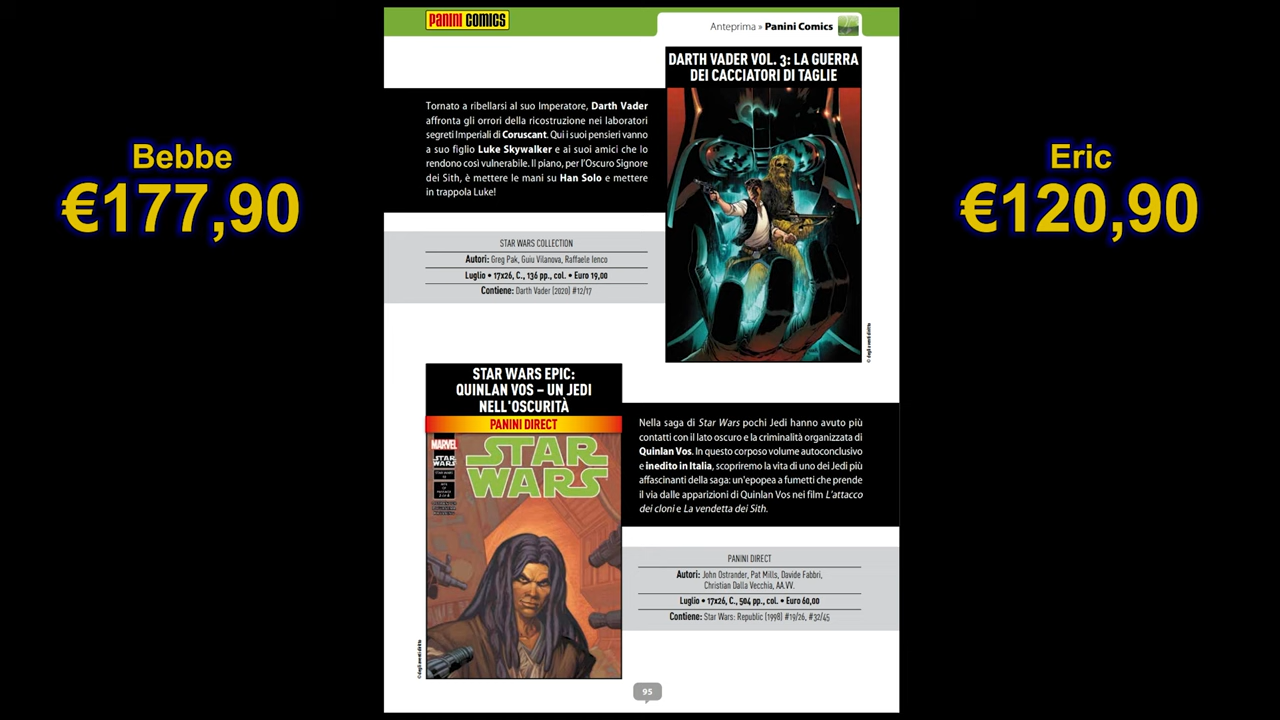 PANINI COMICS
Anteprima » Panini Comics
Bebbe
€177,90
Eric
€120,90
DARTH VADER VOL. 3: LA GUERRA
DEI CACCIATORI DI TAGLIE
Tornato a ribellarsi al suo Imperatore, Darth Vader
affronta gli orrori della ricostruzione nei laboratori
segreti Imperiali di Coruscant. Qui i suoi pensieri vanno
a suo figlio Luke Skywalker e ai suoi amici che lo
rendono così vulnerabile. Il piano, per l'Oscuro Signore
dei Sith, è mettere le mani su Han Solo e mettere
in trappola Luke!
STAR WARS COLLECTION
Autori: Greg Pak, Guiu Vilanova, Raffaele Ienco
Luglio • 17x26, C., 136 pp., col. • Euro 19,00
Contiene: Darth Vader (2020) #12/17
© degli aventi diritto
STAR WARS EPIC:
QUINLAN VOS – UN JEDI
NELL'OSCURITÀ
PANINI DIRECT
MARVEL
STAR
WARS
STAR
WARS
Nella saga di Star Wars pochi Jedi hanno avuto più
contatti con il lato oscuro e la criminalità organizzata di
Quinlan Vos. In questo corposo volume autoconclusivo
e inedito in Italia, scopriremo la vita di uno dei Jedi più
affascinanti della saga: un'epopea a fumetti che prende
il via dalle apparizioni di Quinlan Vos nei film L'attacco
dei cloni e La vendetta dei Sith.
PANINI DIRECT
Autori: John Ostrander, Pat Mills, Davide Fabbri,
Christian Dalla Vecchia, AA.VV.
Luglio • 17x26, C., 504 pp., col. • Euro 60,00
Contiene: Star Wars: Republic (1998) #19/26, #32/45
© degli aventi diritto
95